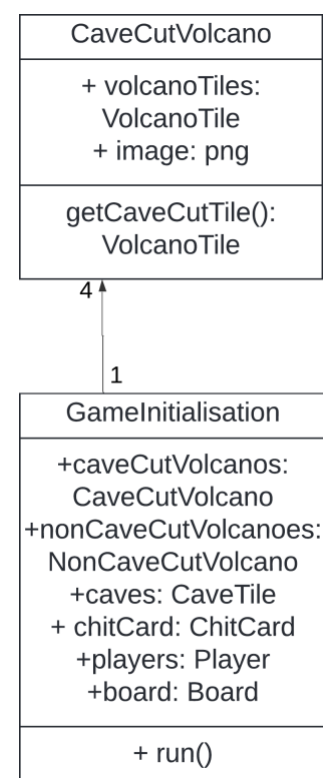 CaveCutVolcano
+ volcanoTiles:
VolcanoTile
+ image: png
getCaveCutTile():
VolcanoTile
4
1
GameInitialisation
+caveCutVolcanos:
CaveCutVolcano
+nonCaveCutVolcanoes:
NonCaveCutVolcano
+caves: CaveTile
+ chitCard: ChitCard
+players: Player
+board: Board
+ run()